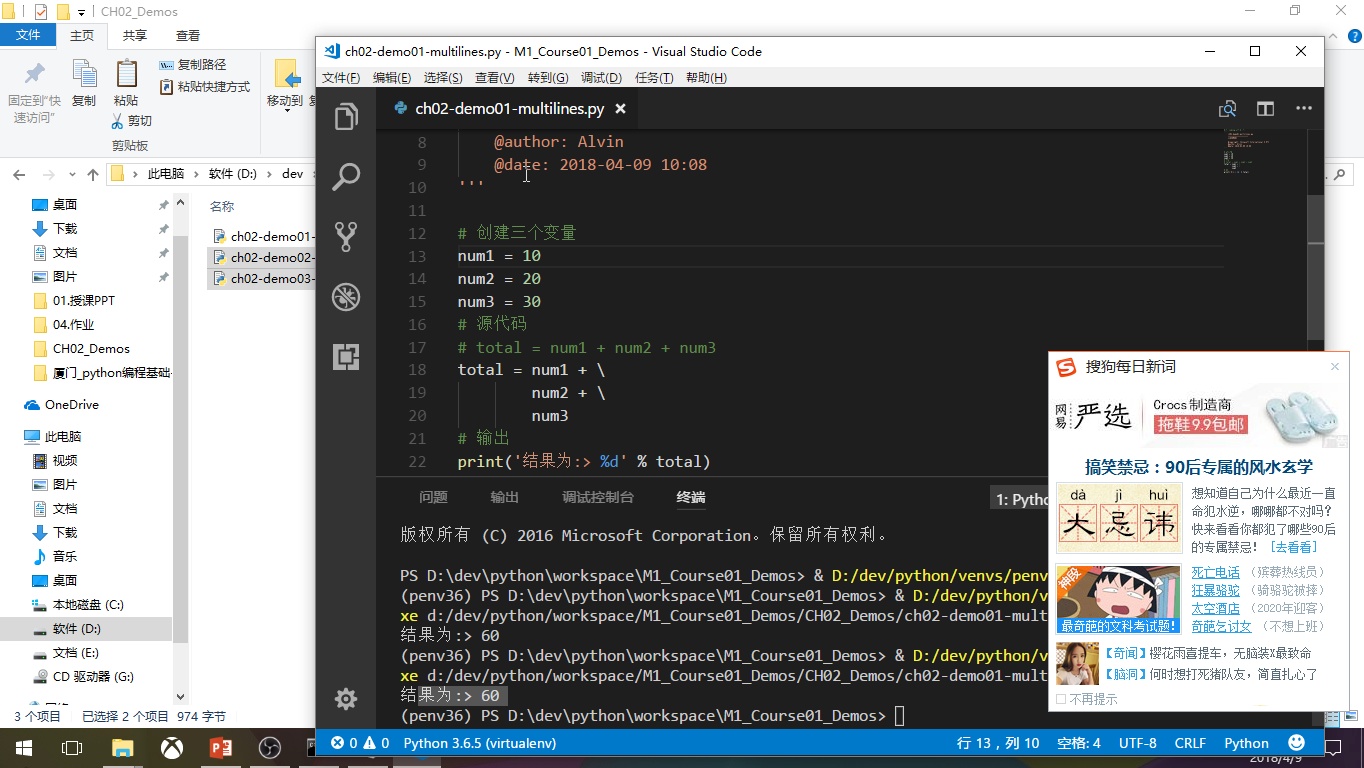 CH02_Demos
文件
主页
共享
查看
固定到“快
速访问”
复制
粘贴
复制路径
粘贴快捷方式
剪切
移动到
剪贴板
此电脑
软件 (D:)
dev
名称
桌面
下载
文档
图片
01.授课PPT
04.作业
CH02_Demos
厦门_python编程基础-
OneDrive
此电脑
视频
图片
文档
下载
音乐
桌面
本地磁盘 (C:)
软件 (D:)
文档 (E:)
CD 驱动器 (G:)
ch02-demo01-
ch02-demo02-
ch02-demo03-
3 个项目
已选择 2 个项目 974 字节
ch02-demo01-multilines.py - M1_Course01_Demos - Visual Studio Code
文件(F) 编辑(E) 选择(S) 查看(V) 转到(G) 调试(D) 任务(T) 帮助(H)
ch02-demo01-multilines.py
8 @author: Alvin
9 @date: 2018-04-09 10:08
10 '''
11
12 # 创建三个变量
13 num1 = 10
14 num2 = 20
15 num3 = 30
16 # 源代码
17 # total = num1 + num2 + num3
18 total = num1 + \
19 num2 + \
20 num3
21 # 输出
22 print('结果为:> %d' % total)
问题 输出 调试控制台 终端
1: Pytho
版权所有 (C) 2016 Microsoft Corporation。保留所有权利。
PS D:\dev\python\workspace\M1_Course01_Demos> & D:/dev/python/venvs/penv
(penv36) PS D:\dev\python\workspace\M1_Course01_Demos> & D:/dev/python/v
xe d:/dev/python/workspace/M1_Course01_Demos/CH02_Demos/ch02-demo01-mult
结果为:> 60
(penv36) PS D:\dev\python\workspace\M1_Course01_Demos> & D:/dev/python/v
xe d:/dev/python/workspace/M1_Course01_Demos/CH02_Demos/ch02-demo01-mult
结果为:> 60
(penv36) PS D:\dev\python\workspace\M1_Course01_Demos>
0 0 Python 3.6.5 (virtualenv)
行 13，列 10 空格: 4 UTF-8 CRLF Python
搜狗每日新词
网易严选
Crocs制造商
拖鞋9.9包邮
广告
搞笑禁忌：90后专属的风水玄学
dà jì huì
大忌讳
想知道自己为什么最近一直
命犯水逆，哪哪都不对吗？
快来看看你都犯了哪些90后
的专属禁忌！ [去看看]
神段
最奇葩的文科考试题！
死亡电话 （殡葬热线员）
狂暴骆驼 （骑骆驼被摔）
太空酒店 （2020年迎客）
奇葩乞讨女 （不想上班）
【奇闻】樱花雨喜提车，无脑装X最致命
【脑洞】何时想打死猪队友，简直扎心了
不再提示
2018/4/9